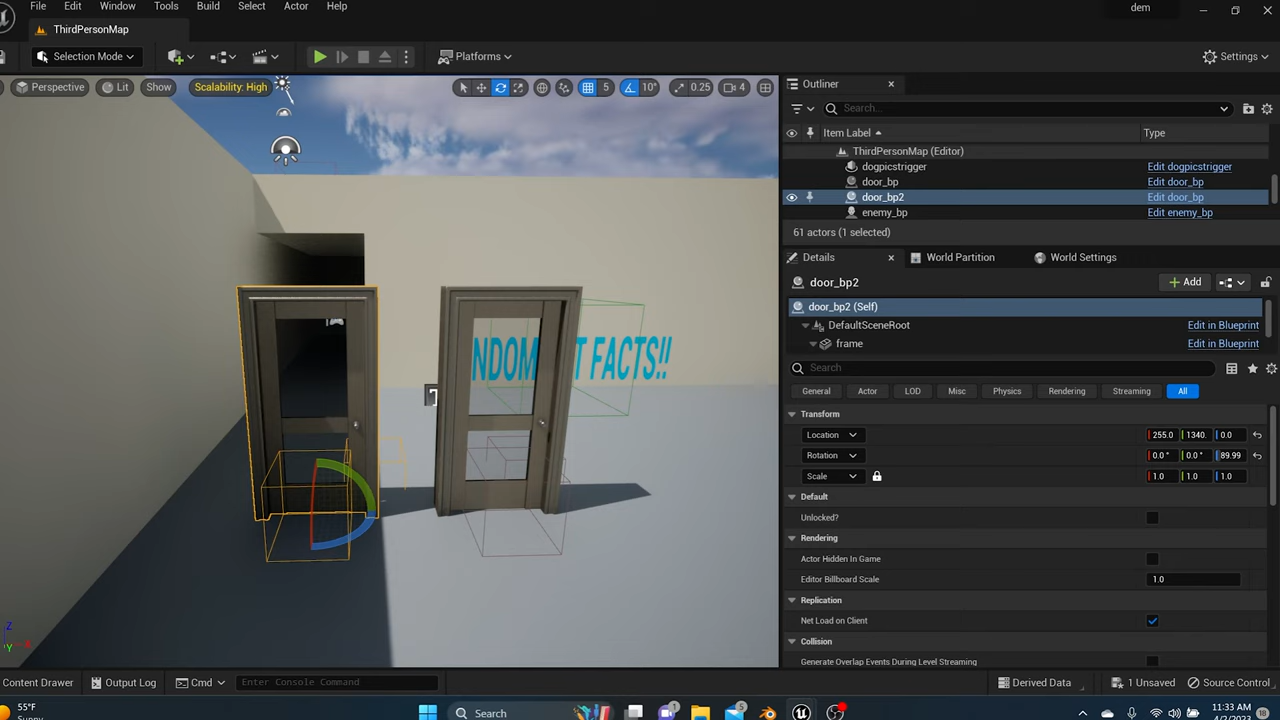 Edit Window Tools Build Select Actor Help dem
ThirdPersonMap
Selection Mode Platforms Settings
Perspective Lit Show Scalability: High 5 10° 0.25 4
Outliner
Search...
Item Label Type
ThirdPersonMap (Editor)
dogpicstrigger Edit dogpicstrigger
door_bp Edit door_bp
door_bp2 Edit door_bp
enemy_bp Edit enemy_bp
61 actors (1 selected)
Details World Partition World Settings
door_bp2 Add
door_bp2 (Self)
DefaultSceneRoot Edit in Blueprint
frame Edit in Blueprint
Search
General Actor LOD Misc Physics Rendering Streaming All
Transform
Location 255.0 1340. 0.0
Rotation 0.0° 0.0° 89.99
Scale 1.0 1.0 1.0
Default
Unlocked?
Rendering
Actor Hidden In Game
Editor Billboard Scale 1.0
Replication
Net Load on Client
Collision
Generate Overlap Events During Level Streaming
NDOM T FACTS!!
Z
Y
Content Drawer Output Log Cmd Enter Console Command Derived Data 1 Unsaved Source Control
55°F
Sunny
Search
1
5
11:33 AM
4/2/2023